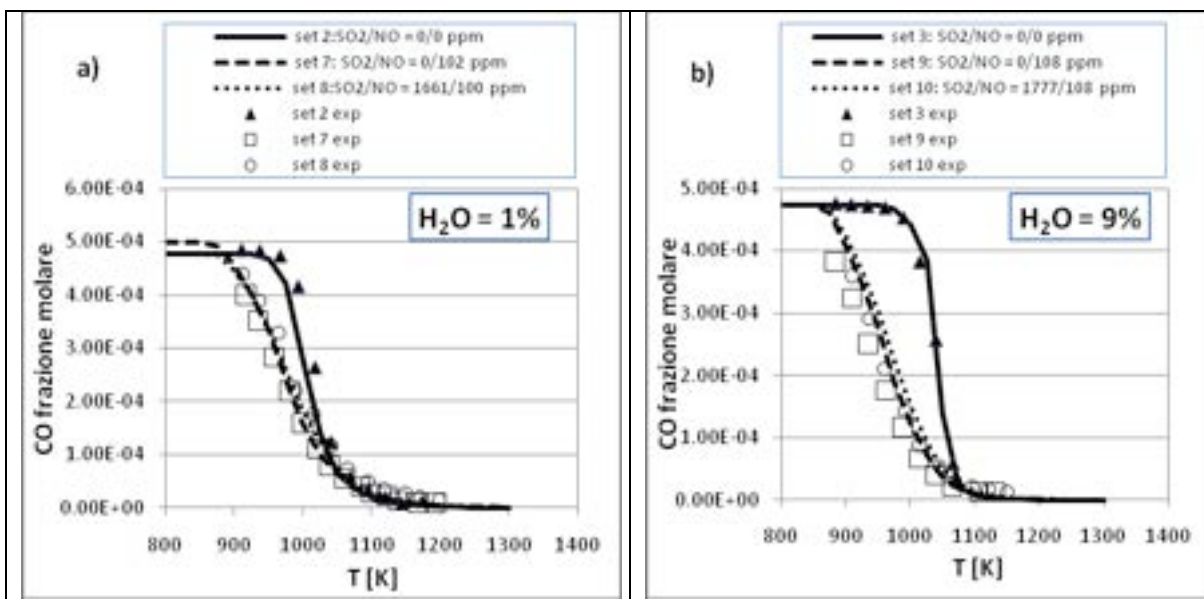 a)
set 2:SO2/NO = 0/0 ppm
set 7: SO2/NO = 0/102 ppm
set 8:SO2/NO = 1661/100 ppm
set 2 exp
set 7 exp
set 8 exp
H₂O = 1%
CO frazione molare
6.00E-04
5.00E-04
4.00E-04
3.00E-04
2.00E-04
1.00E-04
0.00E+00
800 900 1000 1100 1200 1300 1400
T [K]
b)
set 3: SO2/NO = 0/0 ppm
set 9: SO2/NO = 0/108 ppm
set 10: SO2/NO = 1777/108 ppm
set 3 exp
set 9 exp
set 10 exp
H₂O = 9%
CO frazione molare
5.00E-04
4.00E-04
3.00E-04
2.00E-04
1.00E-04
0.00E+00
800 900 1000 1100 1200 1300 1400
T [K]